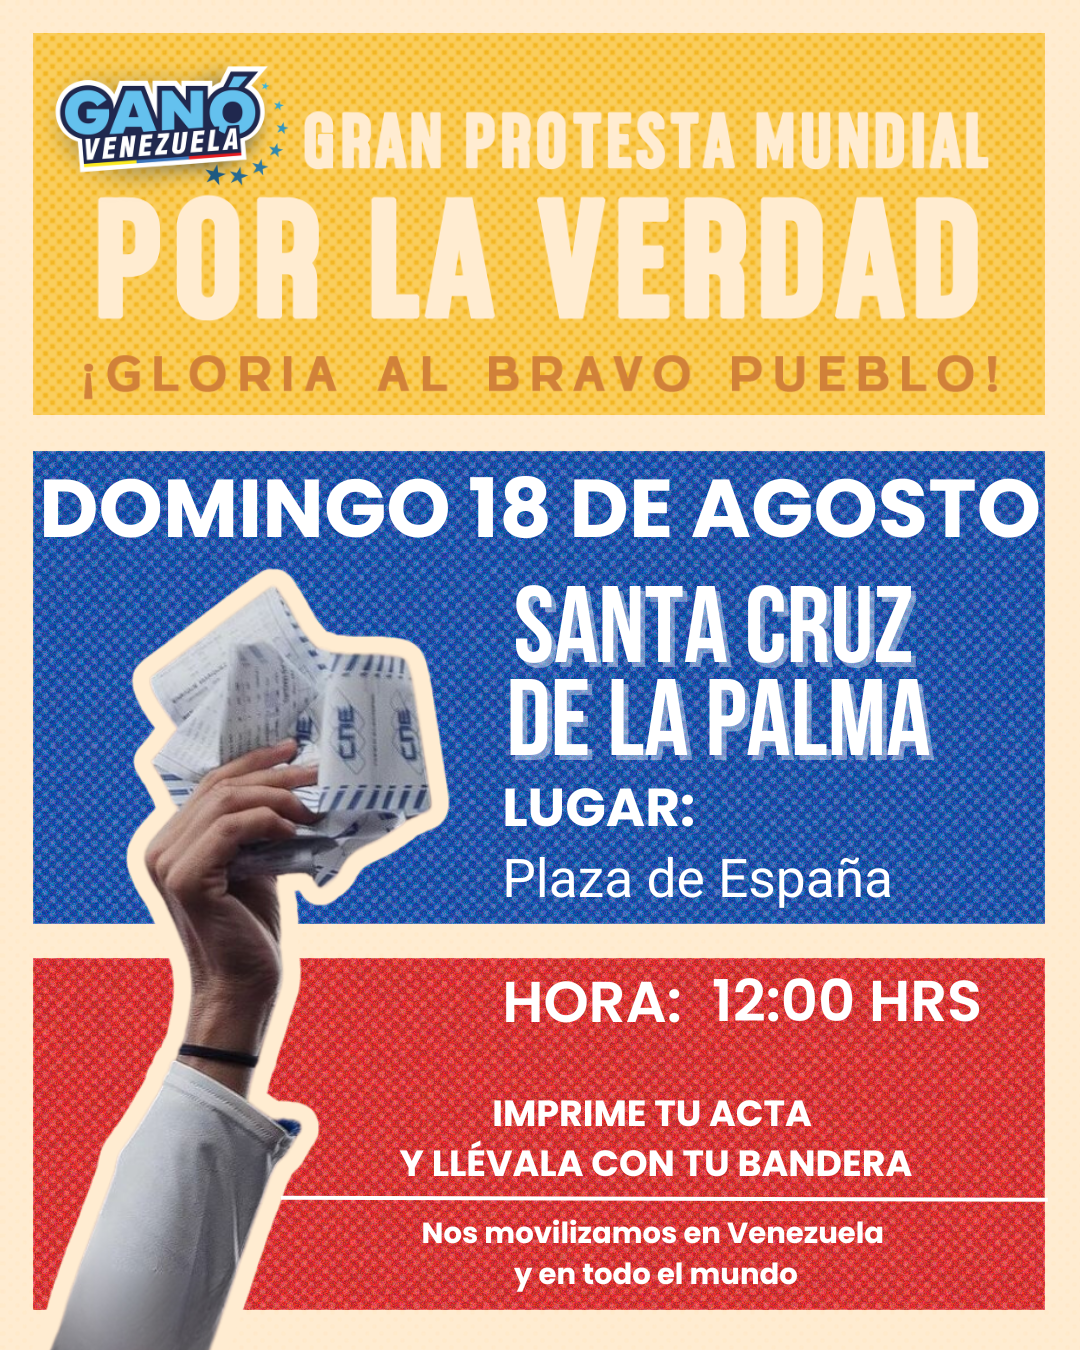 GANÓ
VENEZUELA
GRAN PROTESTA MUNDIAL
POR LA VERDAD
¡GLORIA AL BRAVO PUEBLO!
DOMINGO 18 DE AGOSTO
SANTA CRUZ
DE LA PALMA
LUGAR:
Plaza de España
CNE
CNE
HORA: 12:00 HRS
IMPRIME TU ACTA
Y LLÉVALA CON TU BANDERA
Nos movilizamos en Venezuela
y en todo el mundo